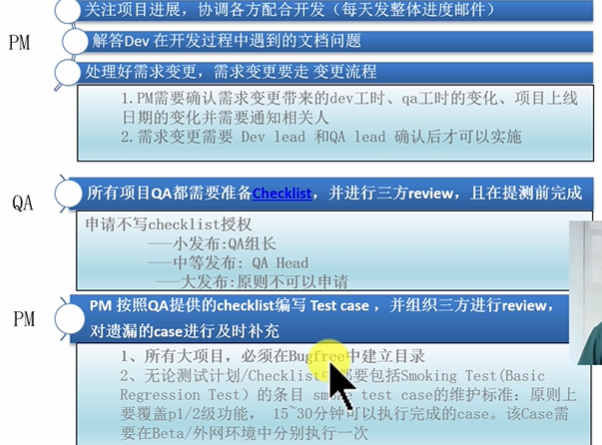 关注项目进展，协调各方配合开发（每天发整体进度邮件）
PM
解答Dev 在开发过程中遇到的文档问题
处理好需求变更，需求变更要走 变更流程
1.PM需要确认需求变更带来的dev工时、qa工时的变化、项目上线
日期的变化并需要通知相关人
2.需求变更需要 Dev lead 和QA lead 确认后才可以实施
QA
所有项目QA都需要准备Checklist，并进行三方review，且在提测前完成
申请不写checklist授权
---小发布:QA组长
---中等发布: QA Head
---大发布:原则不可以申请
PM
PM 按照QA提供的checklist编写 Test case ，并组织三方进行review，
对遗漏的case进行及时补充
1、所有大项目，必须在Bugfree中建立目录
2、无论测试计划/Checklist中都要包括Smoking Test(Basic
Regression Test）的条目 smoke test case的维护标准：原则上
要覆盖p1/2级功能， 15~30分钟可以执行完成的case。该Case需
要在Beta/外网环境中分别执行一次